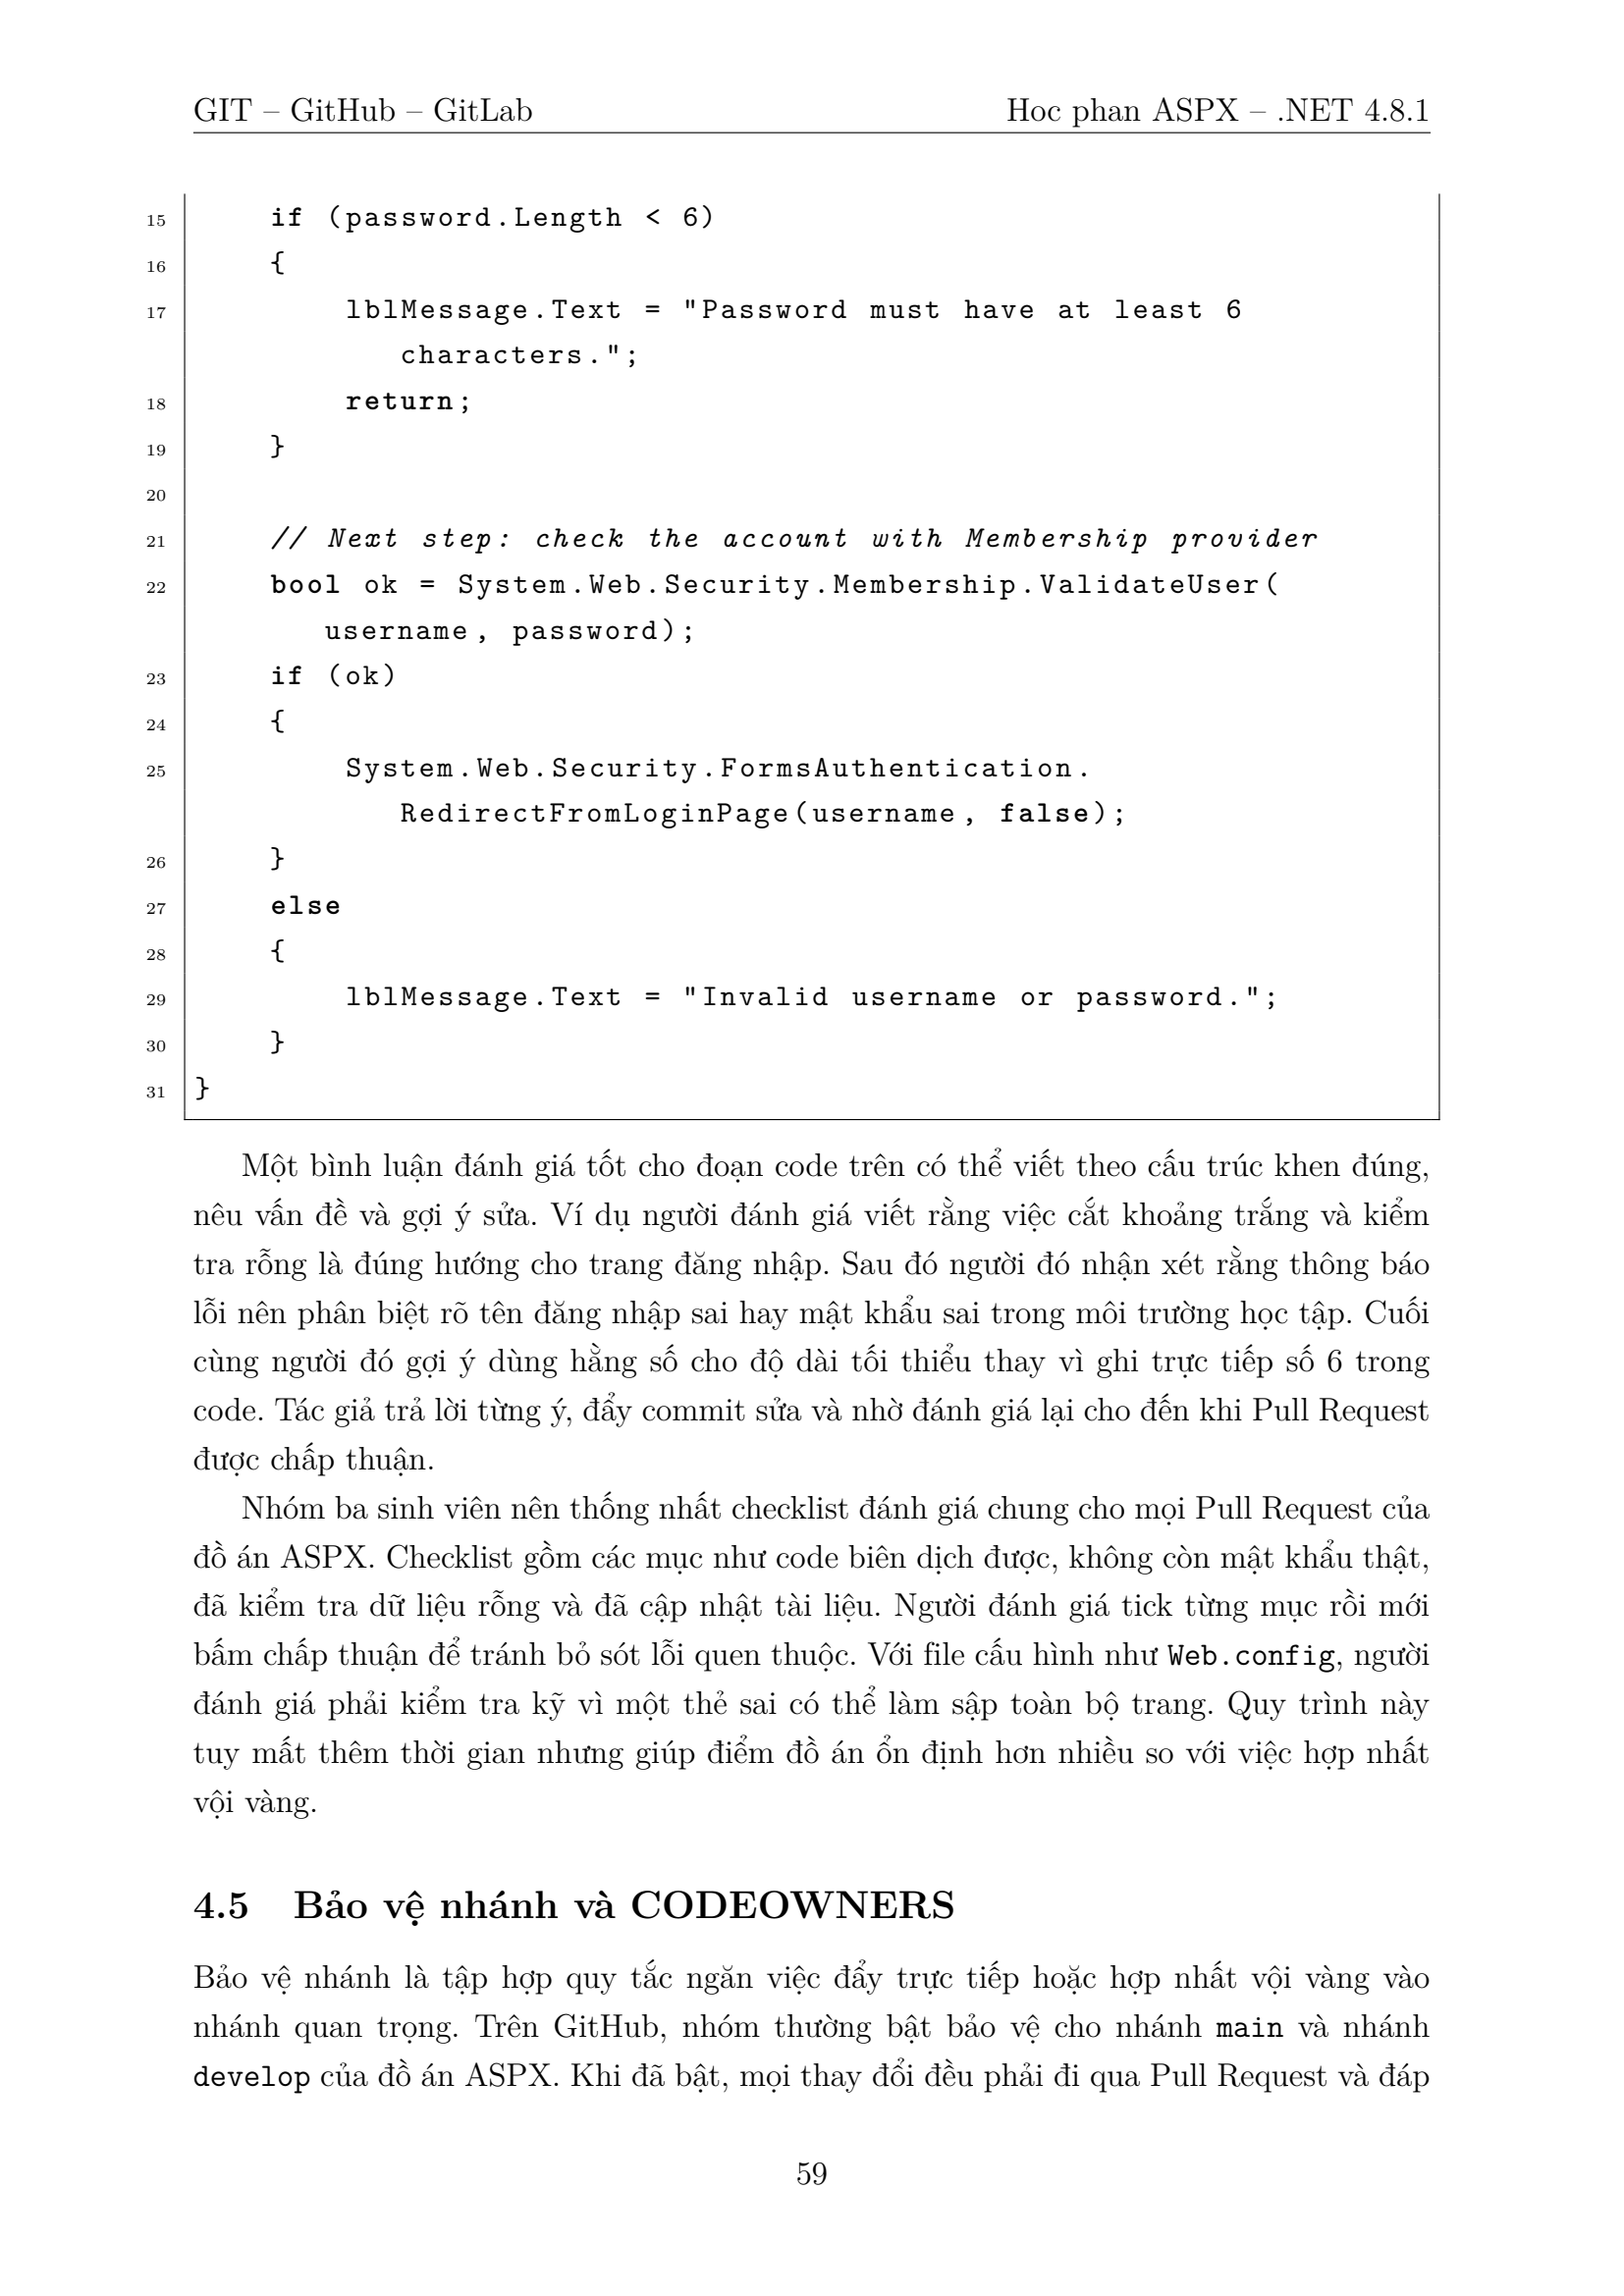 GIT – GitHub – GitLab Hoc phan ASPX – .NET 4.8.1
15 if (password.Length < 6)
16 {
17 lblMessage.Text = "Password must have at least 6
characters.";
18 return;
19 }
20
21 // Next step: check the account with Membership provider
22 bool ok = System.Web.Security.Membership.ValidateUser(
username, password);
23 if (ok)
24 {
25 System.Web.Security.FormsAuthentication.
RedirectFromLoginPage(username, false);
26 }
27 else
28 {
29 lblMessage.Text = "Invalid username or password.";
30 }
31 }
Một bình luận đánh giá tốt cho đoạn code trên có thể viết theo cấu trúc khen đúng,
nêu vấn đề và gợi ý sửa. Ví dụ người đánh giá viết rằng việc cắt khoảng trắng và kiểm
tra rỗng là đúng hướng cho trang đăng nhập. Sau đó người đó nhận xét rằng thông báo
lỗi nên phân biệt rõ tên đăng nhập sai hay mật khẩu sai trong môi trường học tập. Cuối
cùng người đó gợi ý dùng hằng số cho độ dài tối thiểu thay vì ghi trực tiếp số 6 trong
code. Tác giả trả lời từng ý, đẩy commit sửa và nhờ đánh giá lại cho đến khi Pull Request
được chấp thuận.
Nhóm ba sinh viên nên thống nhất checklist đánh giá chung cho mọi Pull Request của
đồ án ASPX. Checklist gồm các mục như code biên dịch được, không còn mật khẩu thật,
đã kiểm tra dữ liệu rỗng và đã cập nhật tài liệu. Người đánh giá tick từng mục rồi mới
bấm chấp thuận để tránh bỏ sót lỗi quen thuộc. Với file cấu hình như Web.config, người
đánh giá phải kiểm tra kỹ vì một thẻ sai có thể làm sập toàn bộ trang. Quy trình này
tuy mất thêm thời gian nhưng giúp điểm đồ án ổn định hơn nhiều so với việc hợp nhất
vội vàng.
4.5 Bảo vệ nhánh và CODEOWNERS
Bảo vệ nhánh là tập hợp quy tắc ngăn việc đẩy trực tiếp hoặc hợp nhất vội vàng vào
nhánh quan trọng. Trên GitHub, nhóm thường bật bảo vệ cho nhánh main và nhánh
develop của đồ án ASPX. Khi đã bật, mọi thay đổi đều phải đi qua Pull Request và đáp
59